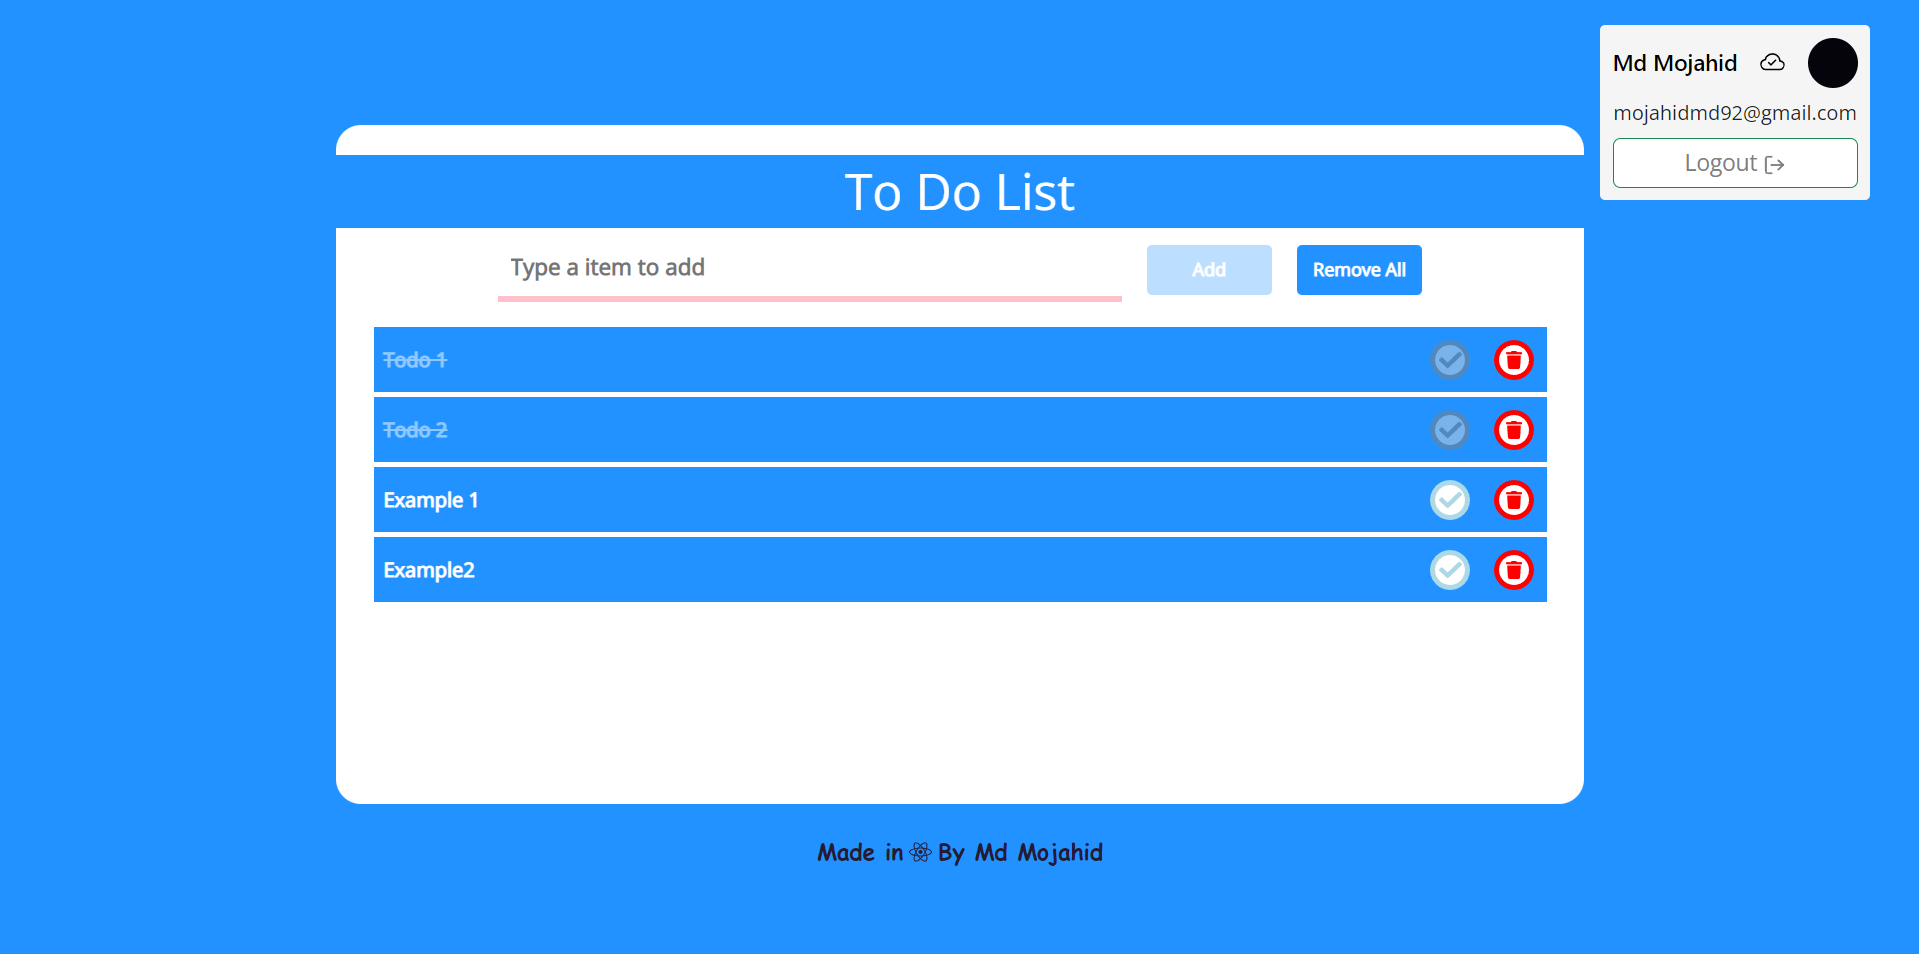 Md Mojahid
mojahidmd92@gmail.com
Logout
To Do List
Type a item to add
Add
Remove All
Todo 1
Todo 2
Example 1
Example2
Made in By Md Mojahid